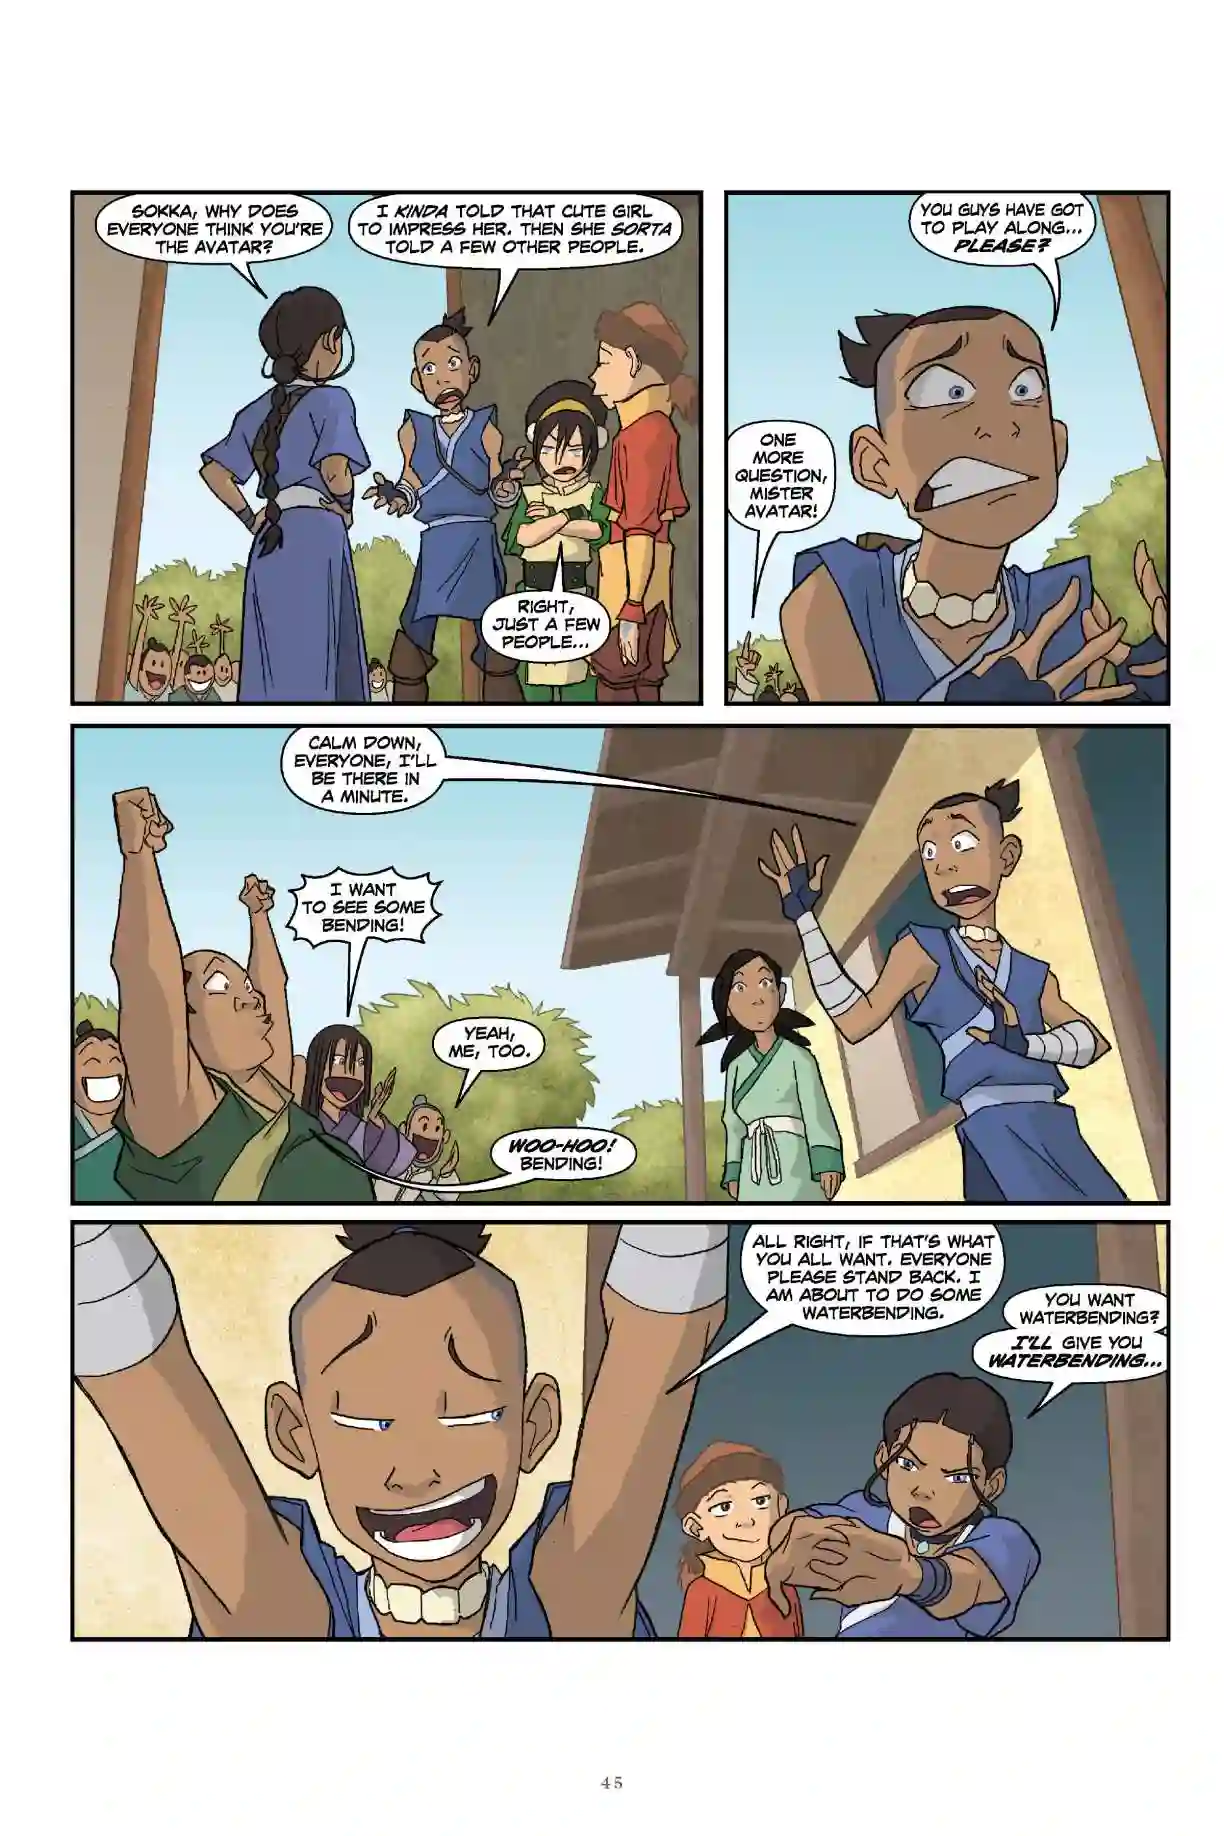 SOKKA, WHY DOES
EVERYONE THINK YOU'RE
THE AVATAR?
I KINDA TOLD THAT CUTE GIRL
TO IMPRESS HER. THEN SHE SORTA
TOLD A FEW OTHER PEOPLE.
RIGHT,
JUST A FEW
PEOPLE...
YOU GUYS HAVE GOT
TO PLAY ALONG...
PLEASE?
ONE
MORE
QUESTION,
MISTER
AVATAR!
CALM DOWN,
EVERYONE, I'LL
BE THERE IN
A MINUTE.
I WANT
TO SEE SOME
BENDING!
YEAH,
ME, TOO.
WOO-HOO!
BENDING!
ALL RIGHT, IF THAT'S WHAT
YOU ALL WANT. EVERYONE
PLEASE STAND BACK. I
AM ABOUT TO DO SOME
WATERBENDING.
YOU WANT
WATERBENDING?
I'LL GIVE YOU
WATERBENDING...
45